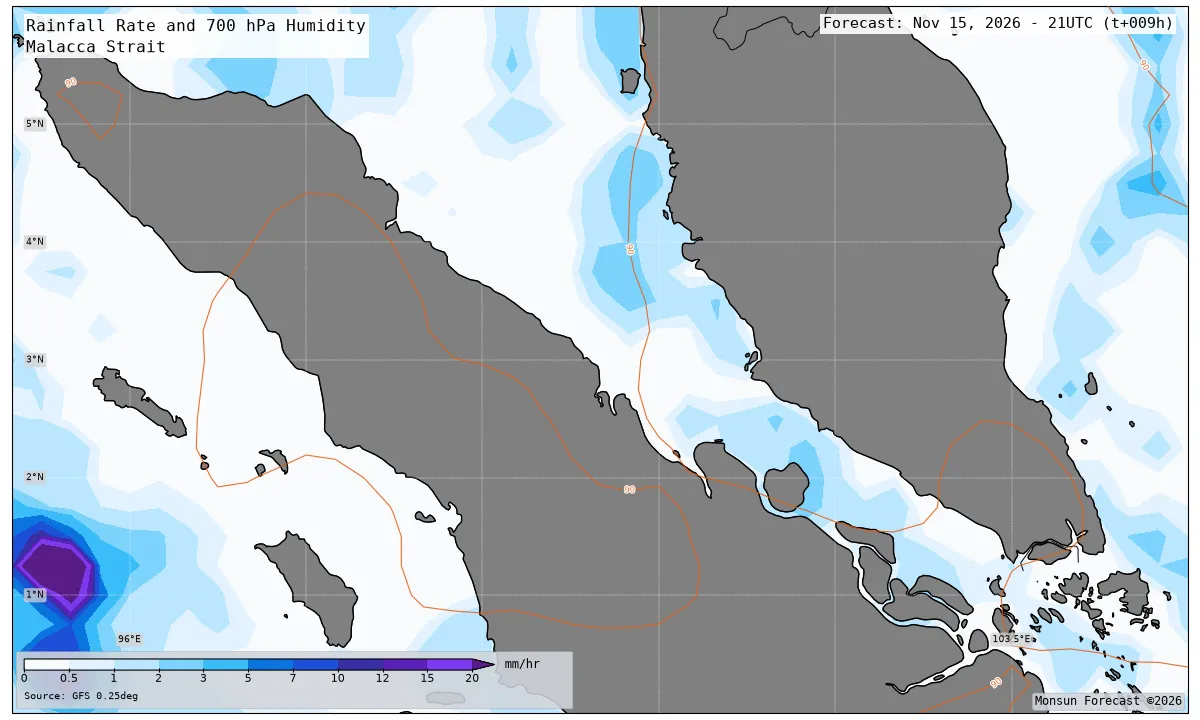 Rainfall Rate and 700 hPa Humidity
Malacca Strait
Forecast: Nov 15, 2026 - 21UTC (t+009h)
90
90
5°N
4°N
90
3°N
2°N
90
1°N
96°E
103.5°E
90
mm/hr
0 0.5 1 2 3 5 7 10 12 15 20
Source: GFS 0.25deg
Monsun Forecast ©2026